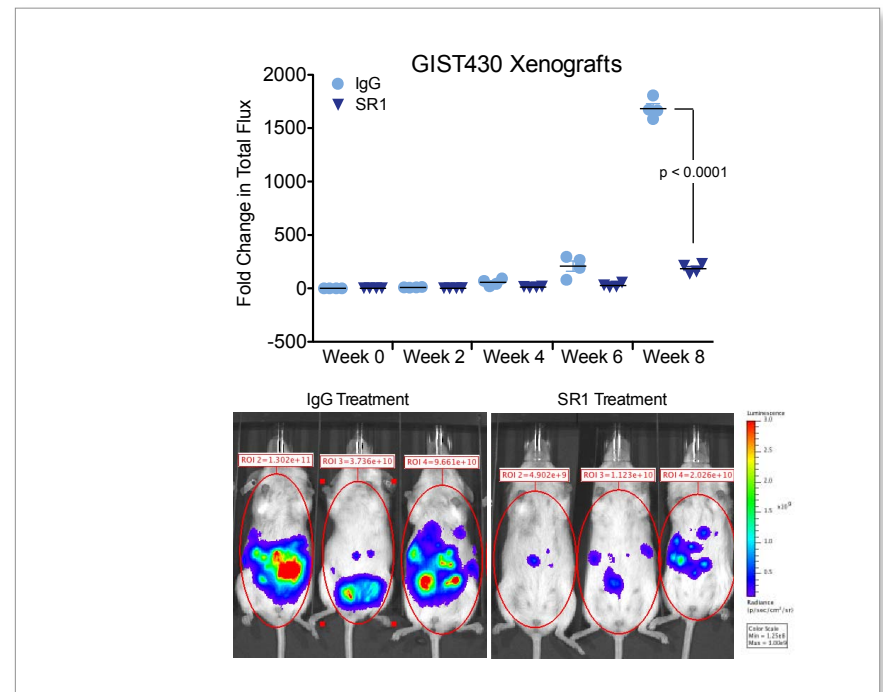 GIST430 Xenografts
IgG
SR1
Fold Change in Total Flux
2000
1500
1000
500
0
-500
p < 0.0001
Week 0 Week 2 Week 4 Week 6 Week 8
IgG Treatment SR1 Treatment
ROI 2=1.302e+11 ROI 3=3.736e+10 ROI 4=9.661e+10
ROI 2=4.902e+9 ROI 3=1.123e+10 ROI 4=2.026e+10
Luminescence
3.0
2.5
2.0
1.5 x10⁹
1.0
0.5
Radiance
(p/sec/cm²/sr)
Color Scale
Min = 1.25e8
Max = 3.00e9